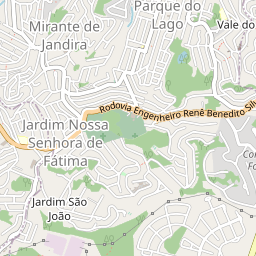 Parque do
Lago
Mirante de
Jandira
Vale do
Rodovia Engenheiro René Benedito Sil
Jardim Nossa
Senhora de
Fátima
Jardim São
João